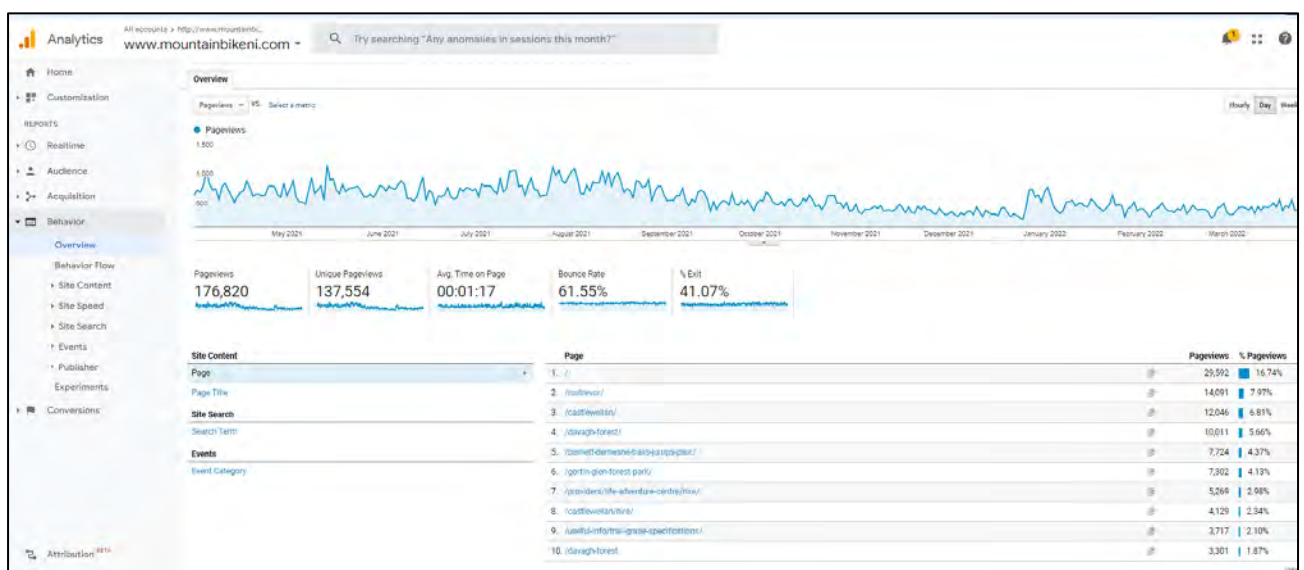 Analytics
All accounts > http://www.mountainbi...
www.mountainbikeni.com
Try searching "Any anomalies in sessions this month?"
1
Home
Customization
REPORTS
Realtime
Audience
Acquisition
Behavior
Overview
Behavior Flow
Site Content
Site Speed
Site Search
Events
Publisher
Experiments
Conversions
Attribution BETA
Overview
Pageviews VS. Select a metric
Hourly Day Week
Pageviews
1,500
1,000
500
May 2021 June 2021 July 2021 August 2021 September 2021 October 2021 November 2021 December 2021 January 2022 February 2022 March 2022
Pageviews Unique Pageviews Avg. Time on Page Bounce Rate % Exit
176,820 137,554 00:01:17 61.55% 41.07%
Site Content
Page
Page Title
Site Search
Search Term
Events
Event Category
Page Pageviews % Pageviews
1. / 29,592 16.74%
2. /rostrevor/ 14,091 7.97%
3. /castlewellan/ 12,046 6.81%
4. /davagh-forest/ 10,011 5.66%
5. 7,724 4.37%
6. /gortin-glen-forest-park/ 7,302 4.13%
7. /providers/life-adventure-centre/hire/ 5,269 2.98%
8. /castlewellan/hire/ 4,129 2.34%
9. /useful-info/trail-grade-specifications/ 3,717 2.10%
10. /davagh-forest 3,301 1.87%